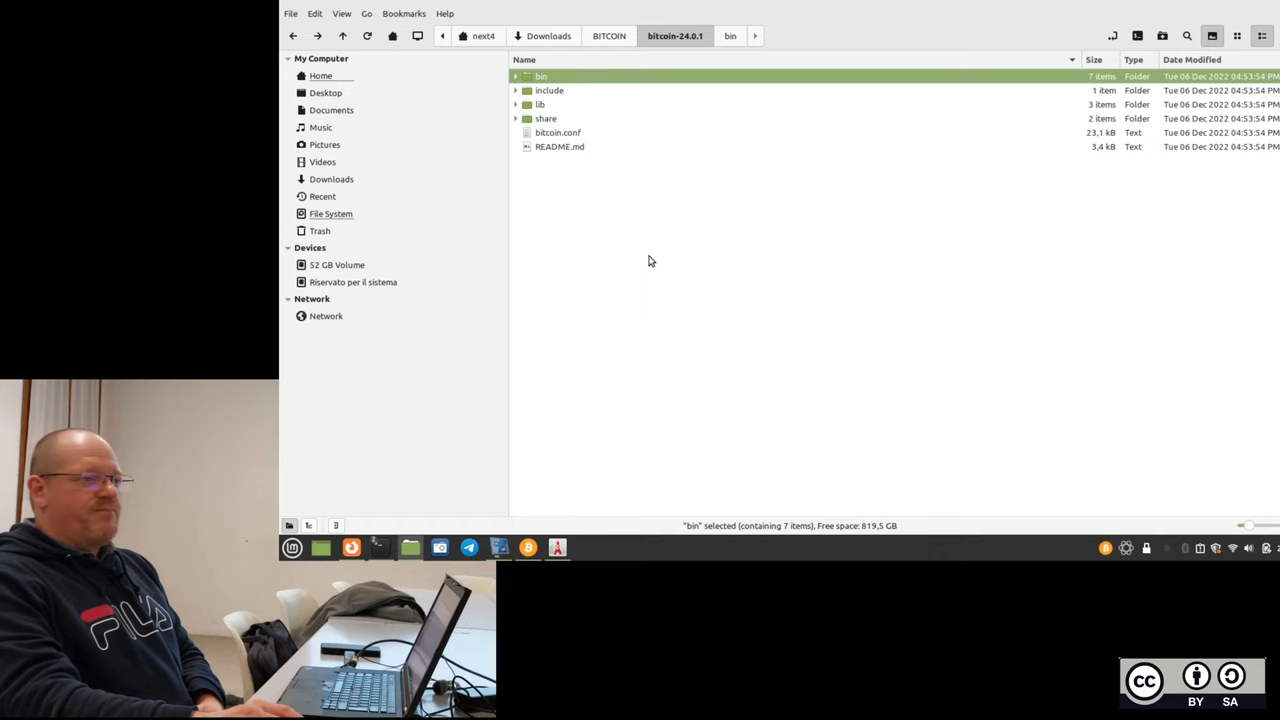 File Edit View Go Bookmarks Help
next4 Downloads BITCOIN bitcoin-24.0.1 bin
My Computer
Home
Desktop
Documents
Music
Pictures
Videos
Downloads
Recent
File System
Trash
Devices
52 GB Volume
Riservato per il sistema
Network
Network
Name Size Type Date Modified
bin 7 items Folder Tue 06 Dec 2022 04:53:54 PM
include 1 item Folder Tue 06 Dec 2022 04:53:54 PM
lib 3 items Folder Tue 06 Dec 2022 04:53:54 PM
share 2 items Folder Tue 06 Dec 2022 04:53:54 PM
bitcoin.conf 23,1 kB Text Tue 06 Dec 2022 04:53:54 PM
README.md 3,4 kB Text Tue 06 Dec 2022 04:53:54 PM
"bin" selected (containing 7 items), Free space: 819,5 GB
FILA
CC
BY SA